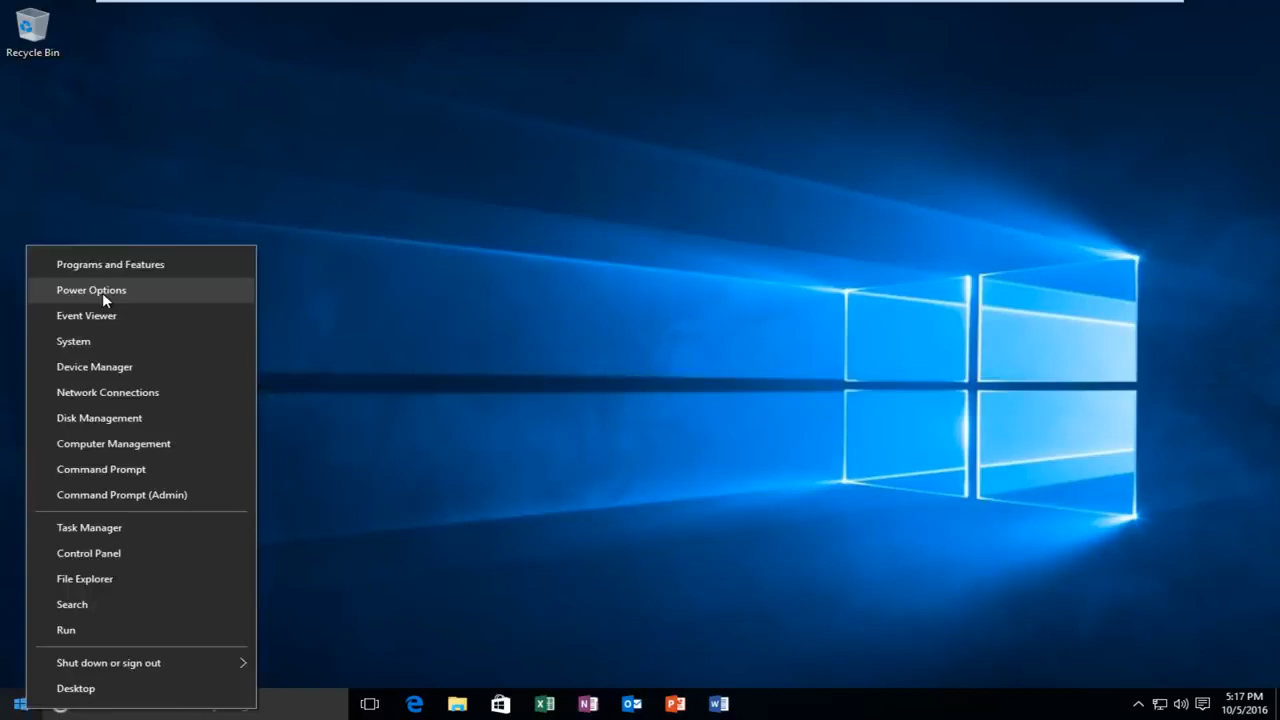 Recycle Bin
Programs and Features
Power Options
Event Viewer
System
Device Manager
Network Connections
Disk Management
Computer Management
Command Prompt
Command Prompt (Admin)
Task Manager
Control Panel
File Explorer
Search
Run
Shut down or sign out
Desktop
5:17 PM
10/5/2016